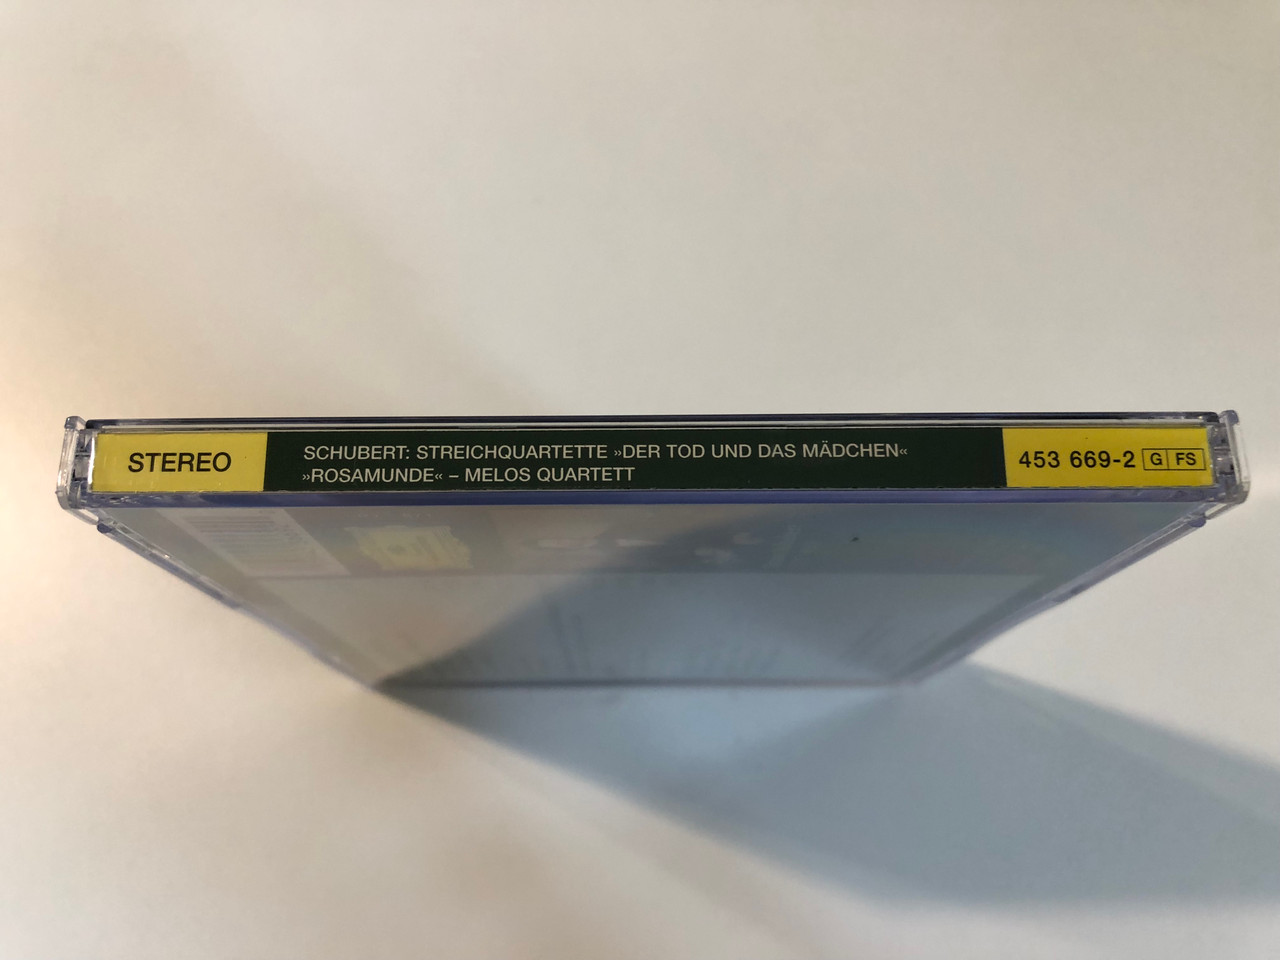 STEREO
SCHUBERT: STREICHQUARTETTE »DER TOD UND DAS MÄDCHEN«
»ROSAMUNDE« – MELOS QUARTETT
453 669-2 G FS